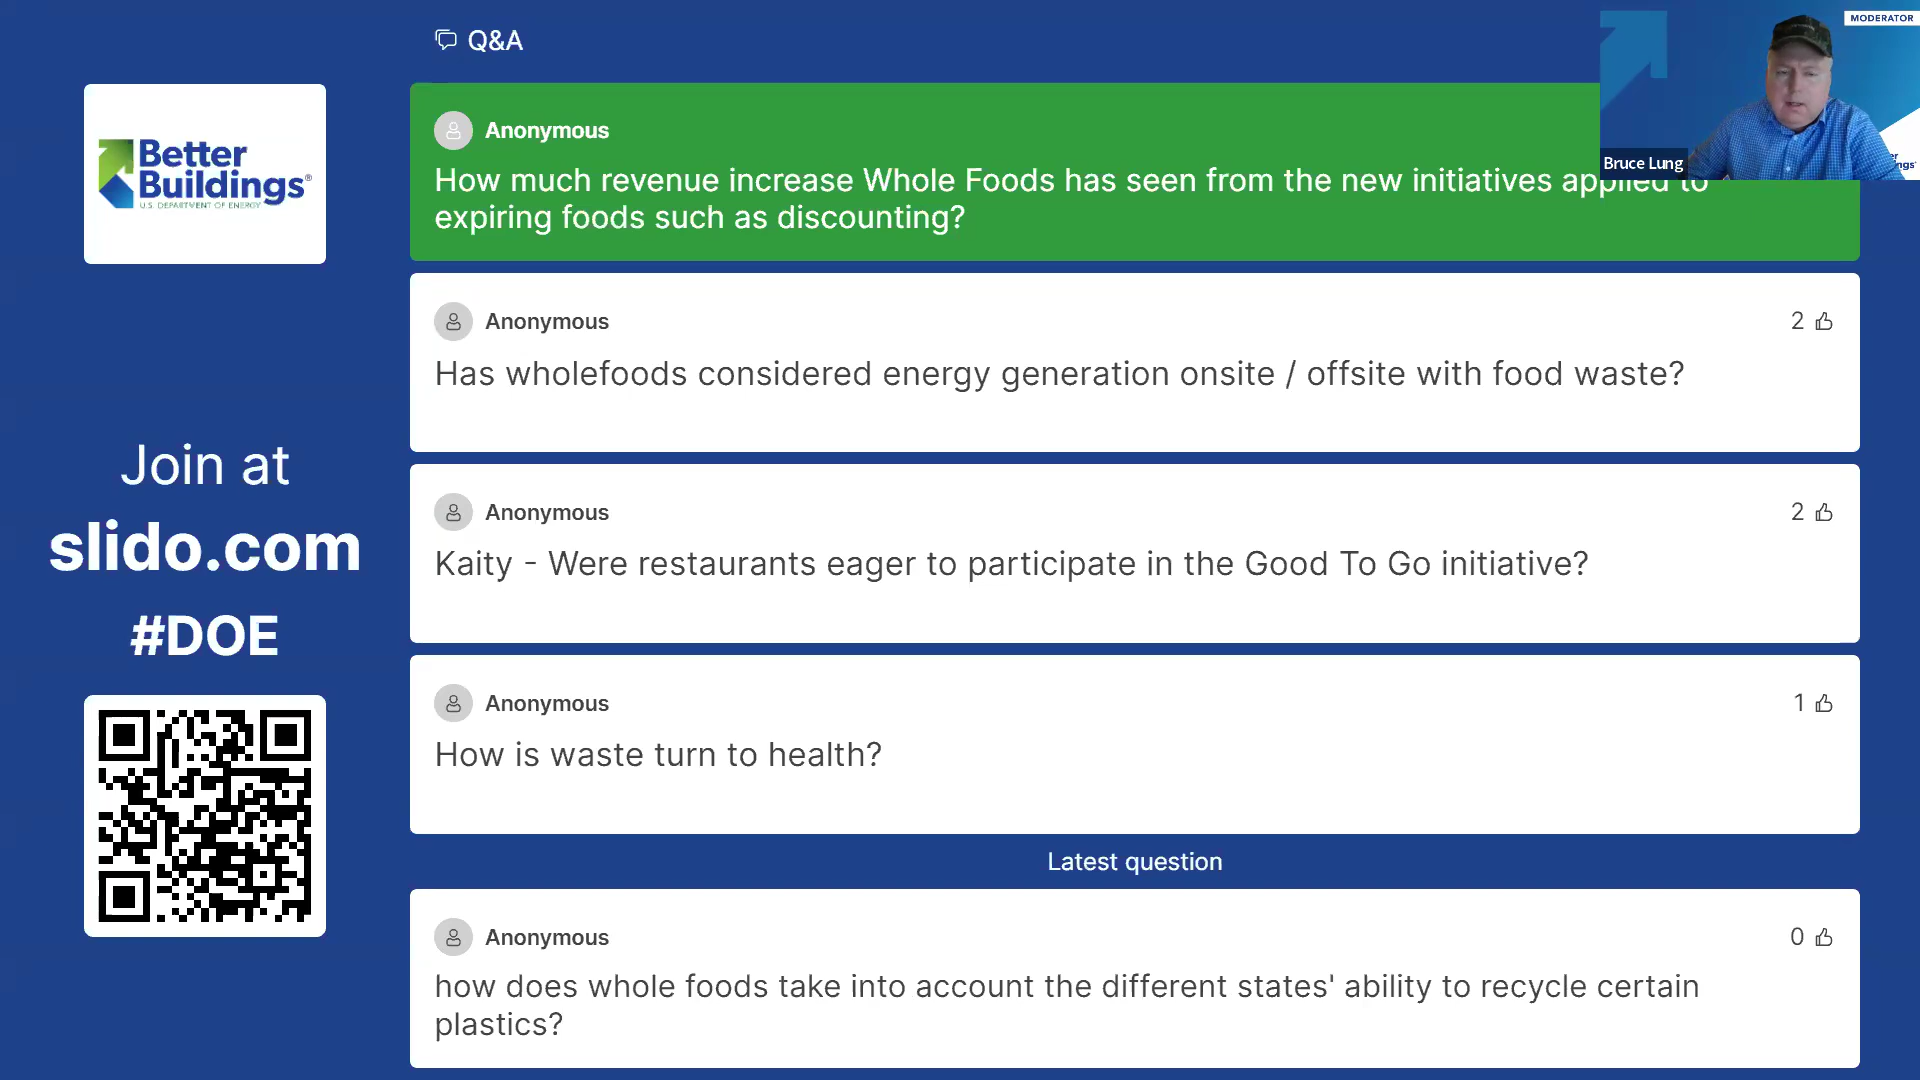 Q&A
MODERATOR
Bruce Lung
Better
Buildings®
U.S. DEPARTMENT OF ENERGY
Join at
slido.com
#DOE
Anonymous
How much revenue increase Whole Foods has seen from the new initiatives applied to
expiring foods such as discounting?
Anonymous
2
Has wholefoods considered energy generation onsite / offsite with food waste?
Anonymous
2
Kaity - Were restaurants eager to participate in the Good To Go initiative?
Anonymous
1
How is waste turn to health?
Latest question
Anonymous
0
how does whole foods take into account the different states' ability to recycle certain
plastics?